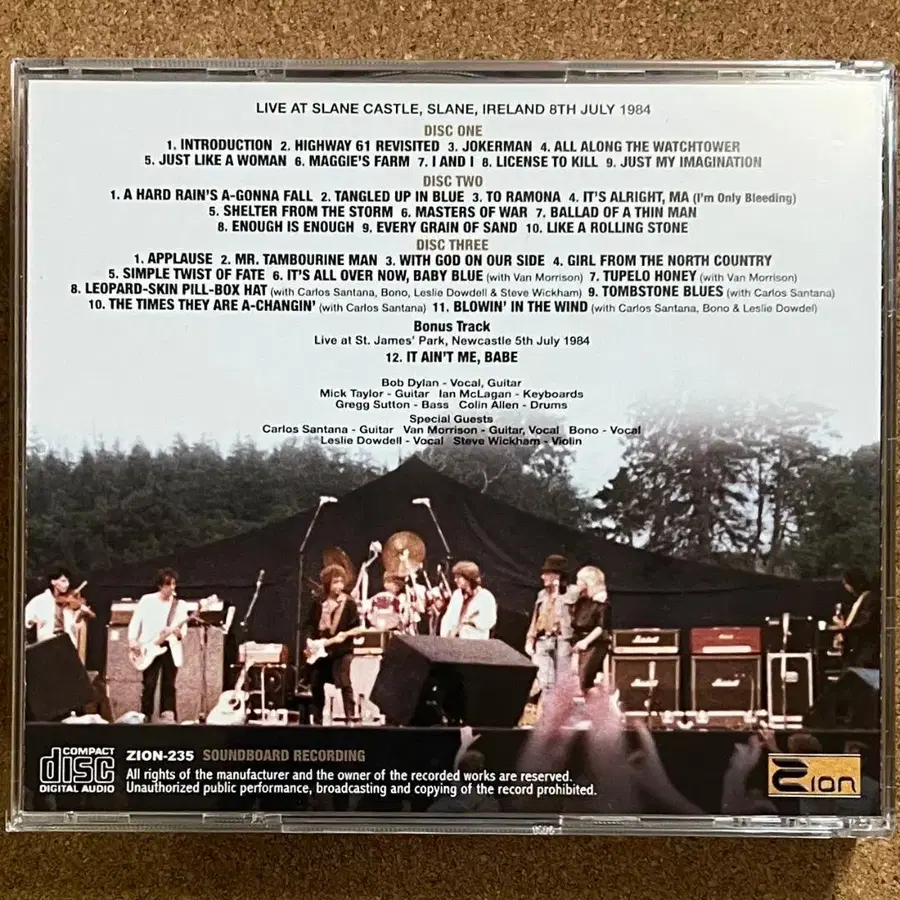 LIVE AT SLANE CASTLE, SLANE, IRELAND 8TH JULY 1984
DISC ONE
1. INTRODUCTION 2. HIGHWAY 61 REVISITED 3. JOKERMAN 4. ALL ALONG THE WATCHTOWER
5. JUST LIKE A WOMAN 6. MAGGIE'S FARM 7. I AND I 8. LICENSE TO KILL 9. JUST MY IMAGINATION
DISC TWO
1. A HARD RAIN'S A-GONNA FALL 2. TANGLED UP IN BLUE 3. TO RAMONA 4. IT'S ALRIGHT, MA (I'm Only Bleeding)
5. SHELTER FROM THE STORM 6. MASTERS OF WAR 7. BALLAD OF A THIN MAN
8. ENOUGH IS ENOUGH 9. EVERY GRAIN OF SAND 10. LIKE A ROLLING STONE
DISC THREE
1. APPLAUSE 2. MR. TAMBOURINE MAN 3. WITH GOD ON OUR SIDE 4. GIRL FROM THE NORTH COUNTRY
5. SIMPLE TWIST OF FATE 6. IT'S ALL OVER NOW, BABY BLUE (with Van Morrison) 7. TUPELO HONEY (with Van Morrison)
8. LEOPARD-SKIN PILL-BOX HAT (with Carlos Santana, Bono, Leslie Dowdell & Steve Wickham) 9. TOMBSTONE BLUES (with Carlos Santana)
10. THE TIMES THEY ARE A-CHANGIN' (with Carlos Santana) 11. BLOWIN' IN THE WIND (with Carlos Santana, Bono & Leslie Dowdel)
Bonus Track
Live at St. James' Park, Newcastle 5th July 1984
12. IT AIN'T ME, BABE
Bob Dylan - Vocal, Guitar
Mick Taylor - Guitar Ian McLagan - Keyboards
Gregg Sutton - Bass Colin Allen - Drums
Special Guests
Carlos Santana - Guitar Van Morrison - Guitar, Vocal Bono - Vocal
Leslie Dowdell - Vocal Steve Wickham - Violin
Marshall Marshall
Marshall Marshall
COMPACT
disc
DIGITAL AUDIO
ZION-235 SOUNDBOARD RECORDING
All rights of the manufacturer and the owner of the recorded works are reserved.
Unauthorized public performance, broadcasting and copying of the record prohibited.
Zion